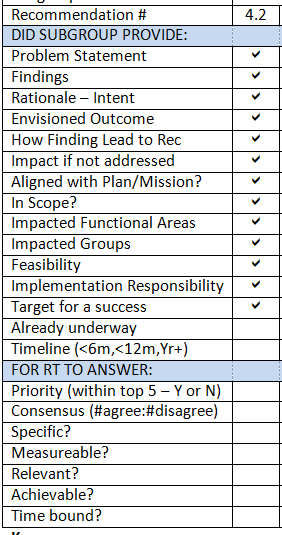 Recommendation # 4.2
DID SUBGROUP PROVIDE:
Problem Statement ✔
Findings ✔
Rationale – Intent ✔
Envisioned Outcome ✔
How Finding Lead to Rec ✔
Impact if not addressed ✔
Aligned with Plan/Mission? ✔
In Scope? ✔
Impacted Functional Areas ✔
Impacted Groups ✔
Feasibility ✔
Implementation Responsibility ✔
Target for a success ✔
Already underway
Timeline (<6m,<12m,Yr+)
FOR RT TO ANSWER:
Priority (within top 5 – Y or N)
Consensus (#agree:#disagree)
Specific?
Measureable?
Relevant?
Achievable?
Time bound?